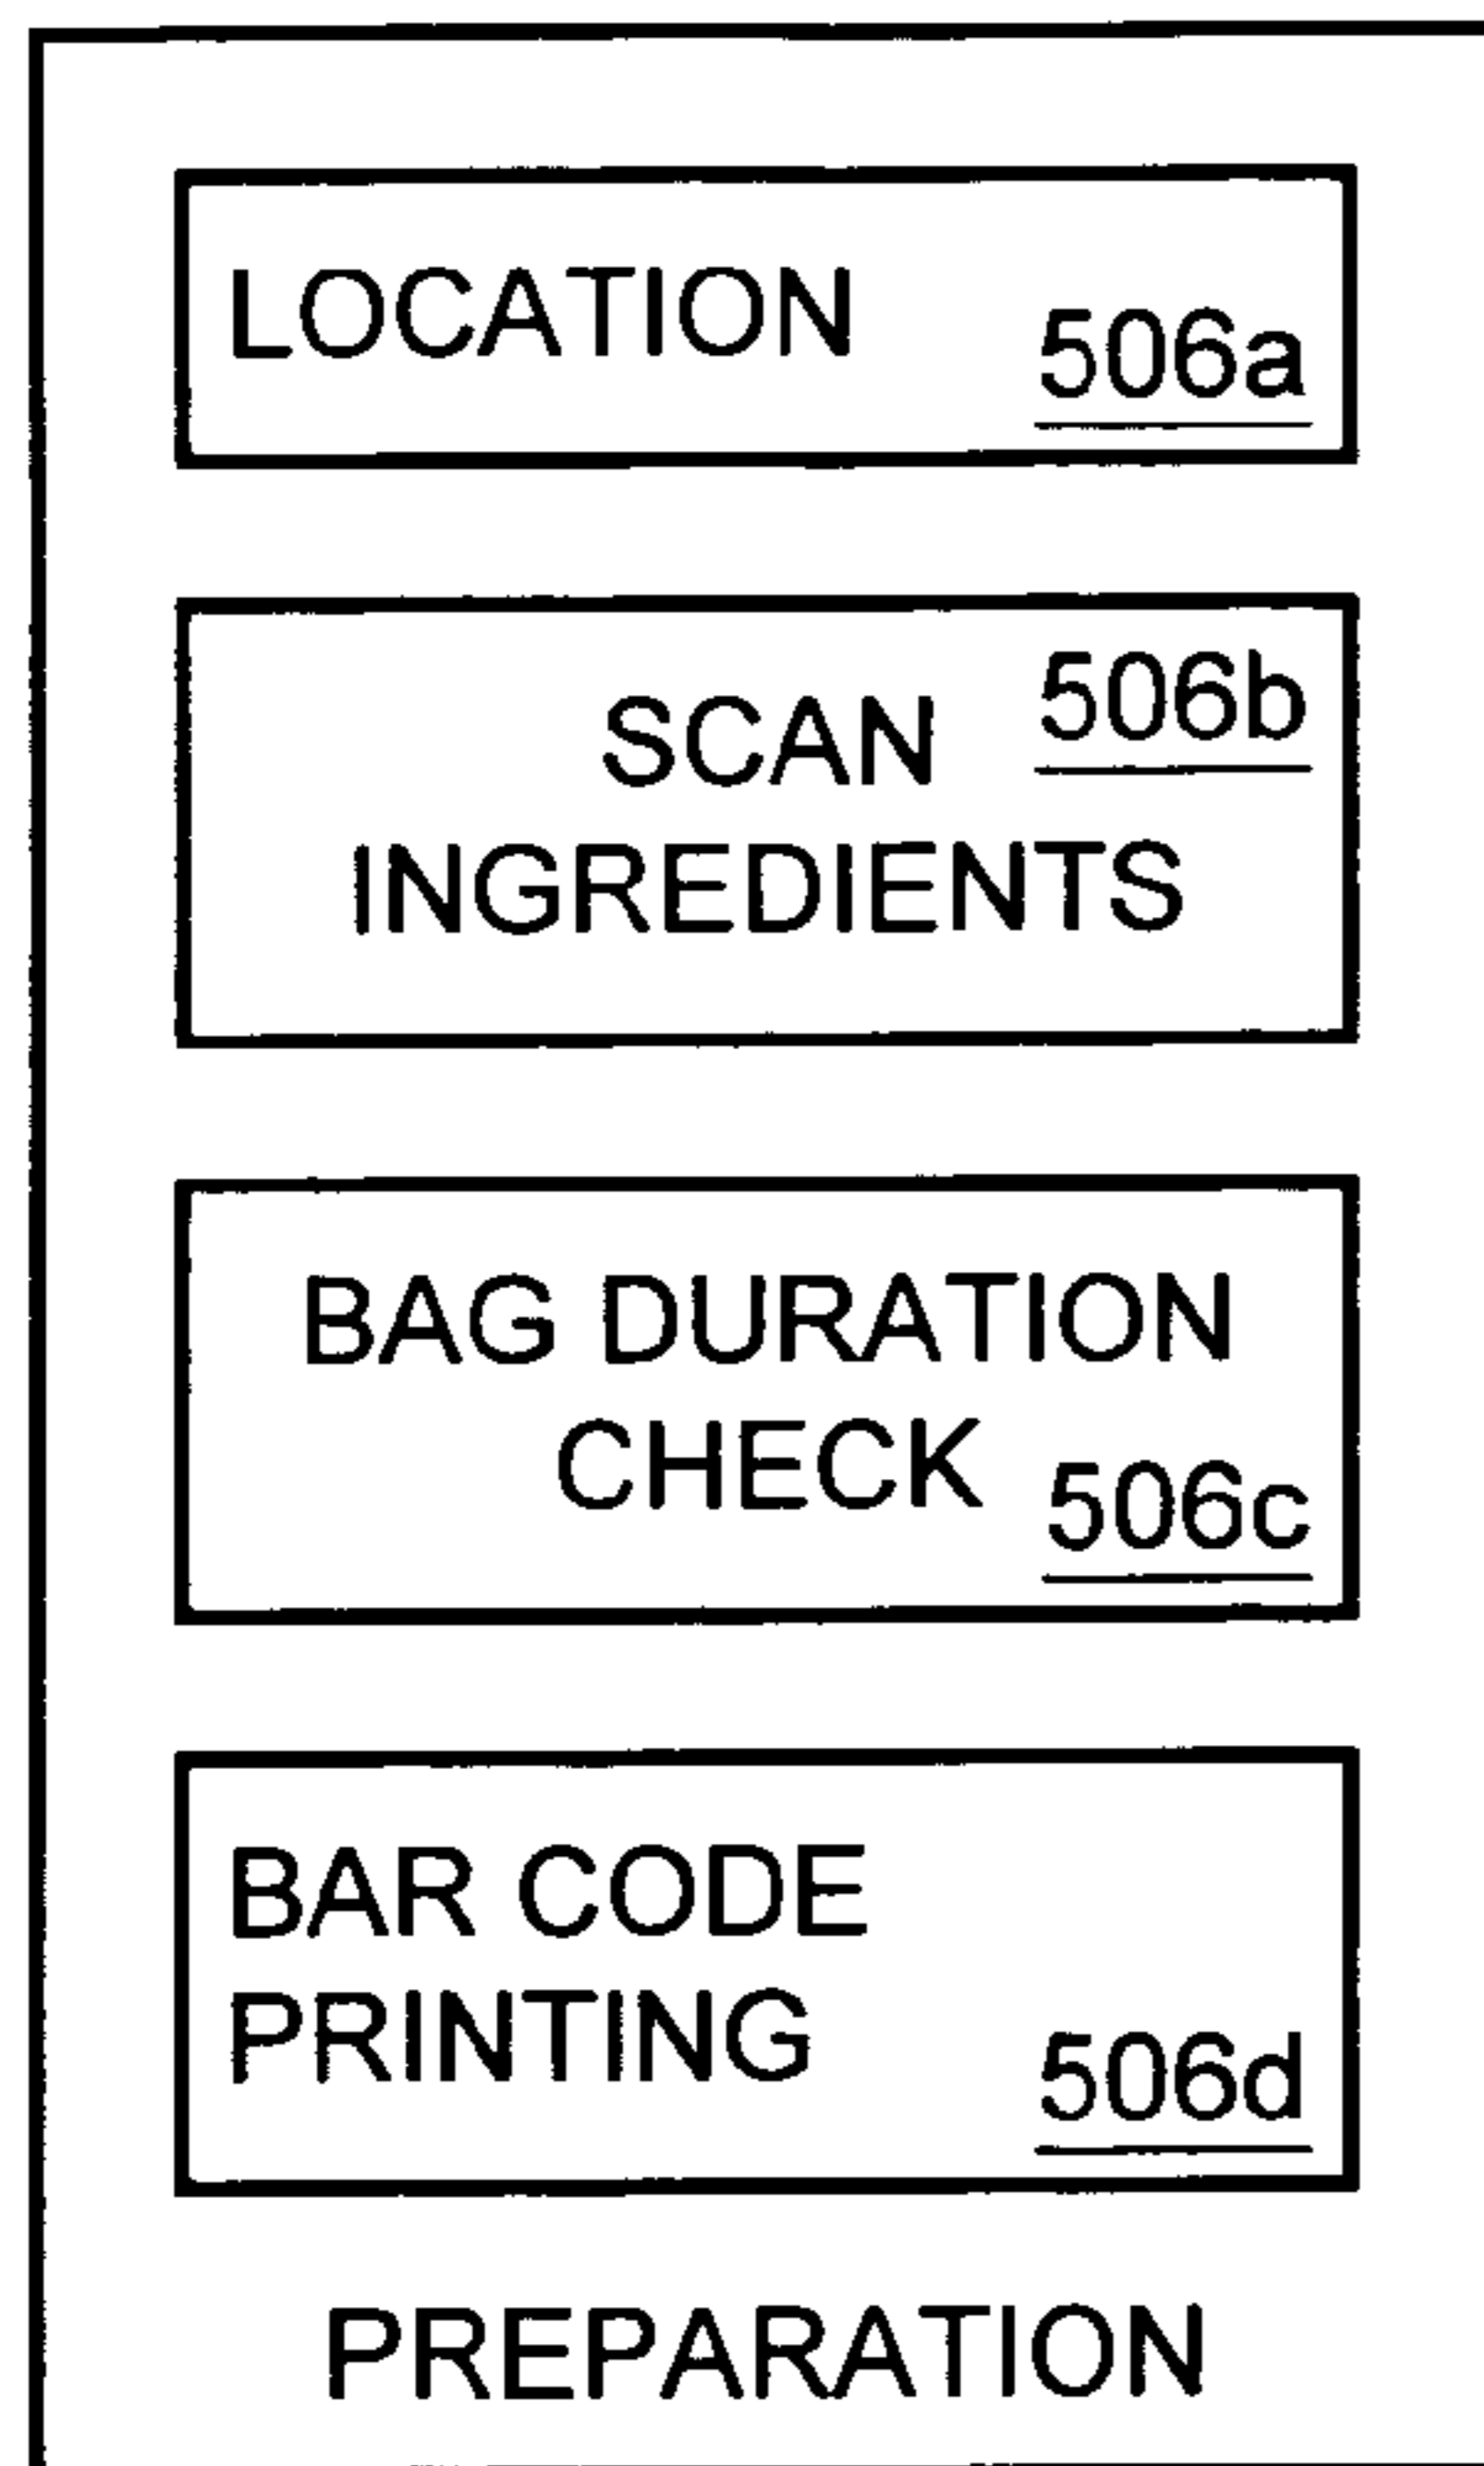 LOCATION
506a
SCAN
506b
INGREDIENTS
BAG DURATION
CHECK
506c
BAR CODE
PRINTING
506d
PREPARATION